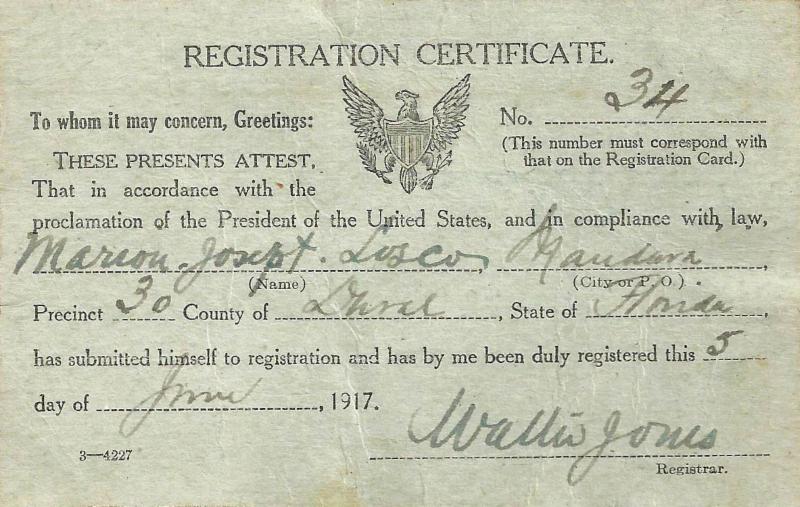 REGISTRATION CERTIFICATE.
To whom it may concern, Greetings:
No. 34
(This number must correspond with
that on the Registration Card.)
THESE PRESENTS ATTEST,
That in accordance with the
proclamation of the President of the United States, and in compliance with law,
Marion Joseph Losco, Mandarin,
(Name) (City or P. O.)
Precinct 30 County of Duval, State of Florida,
has submitted himself to registration and has by me been duly registered this 5
day of June, 1917.
Walter Jones
3—4227
Registrar.